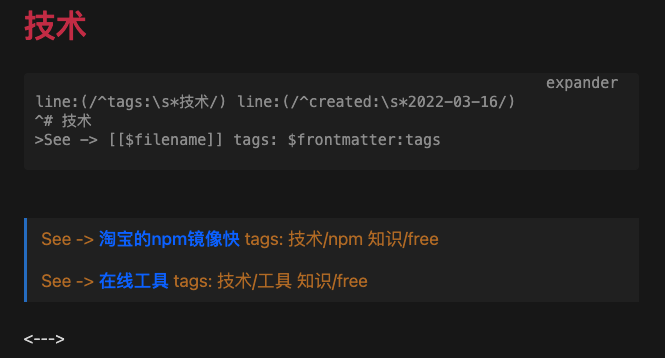 技术
expander
line:(/^tags:\s*技术/) line:(/^created:\s*2022-03-16/)
^# 技术
>See -> [[$filename]] tags: $frontmatter:tags
See -> 淘宝的npm镜像快 tags: 技术/npm 知识/free
See -> 在线工具 tags: 技术/工具 知识/free
<--->